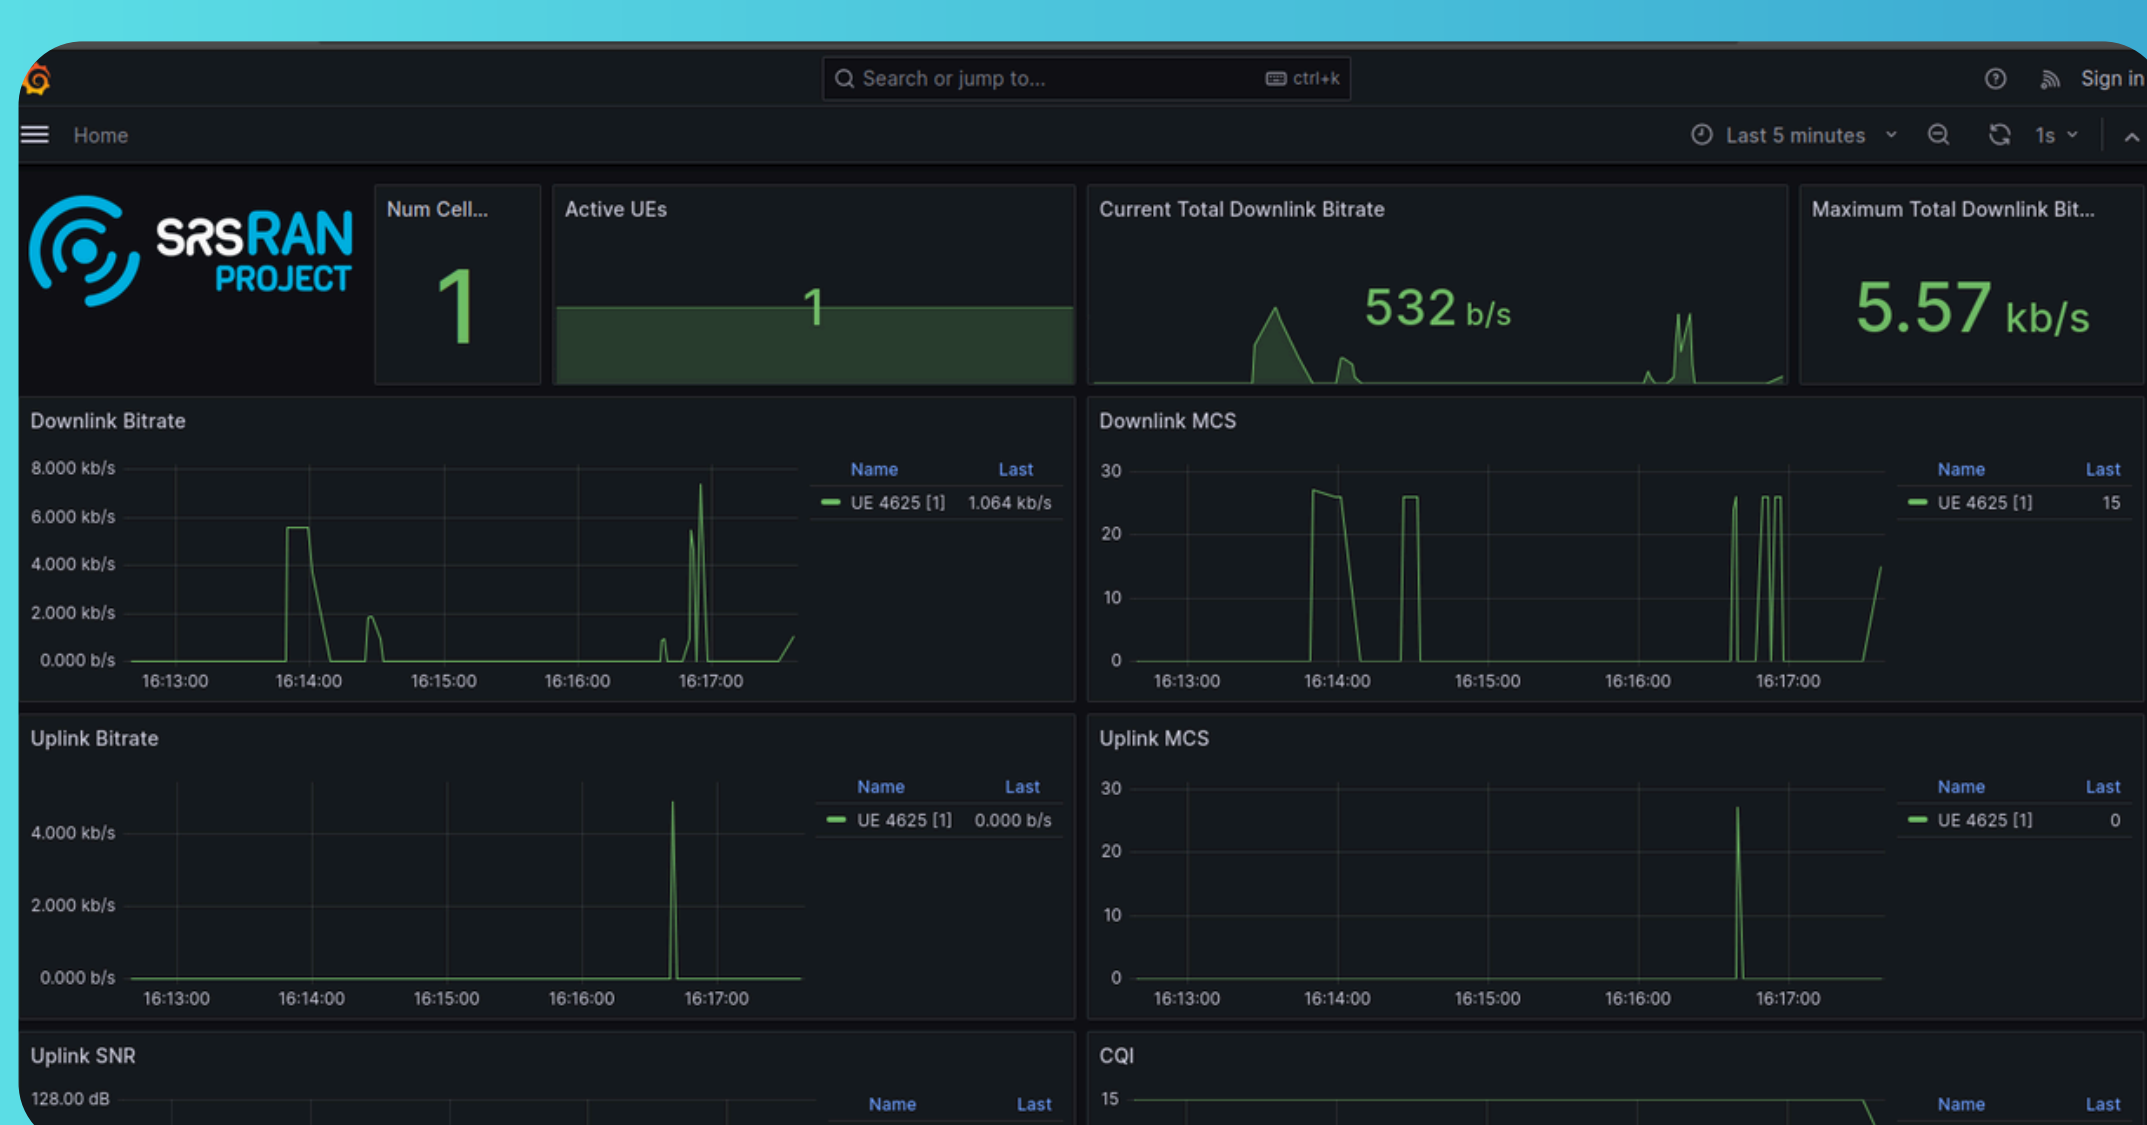 Search or jump to... ctrl+k Sign in
Home Last 5 minutes 1s
srsRAN
PROJECT
Num Cell...
1
Active UEs
1
Current Total Downlink Bitrate
532 b/s
Maximum Total Downlink Bit...
5.57 kb/s
Downlink Bitrate
8.000 kb/s
6.000 kb/s
4.000 kb/s
2.000 kb/s
0.000 b/s
16:13:00 16:14:00 16:15:00 16:16:00 16:17:00
Name Last
UE 4625 [1] 1.064 kb/s
Downlink MCS
30
20
10
0
16:13:00 16:14:00 16:15:00 16:16:00 16:17:00
Name Last
UE 4625 [1] 15
Uplink Bitrate
4.000 kb/s
2.000 kb/s
0.000 b/s
16:13:00 16:14:00 16:15:00 16:16:00 16:17:00
Name Last
UE 4625 [1] 0.000 b/s
Uplink MCS
30
20
10
0
16:13:00 16:14:00 16:15:00 16:16:00 16:17:00
Name Last
UE 4625 [1] 0
Uplink SNR
128.00 dB
Name Last
CQI
15
Name Last